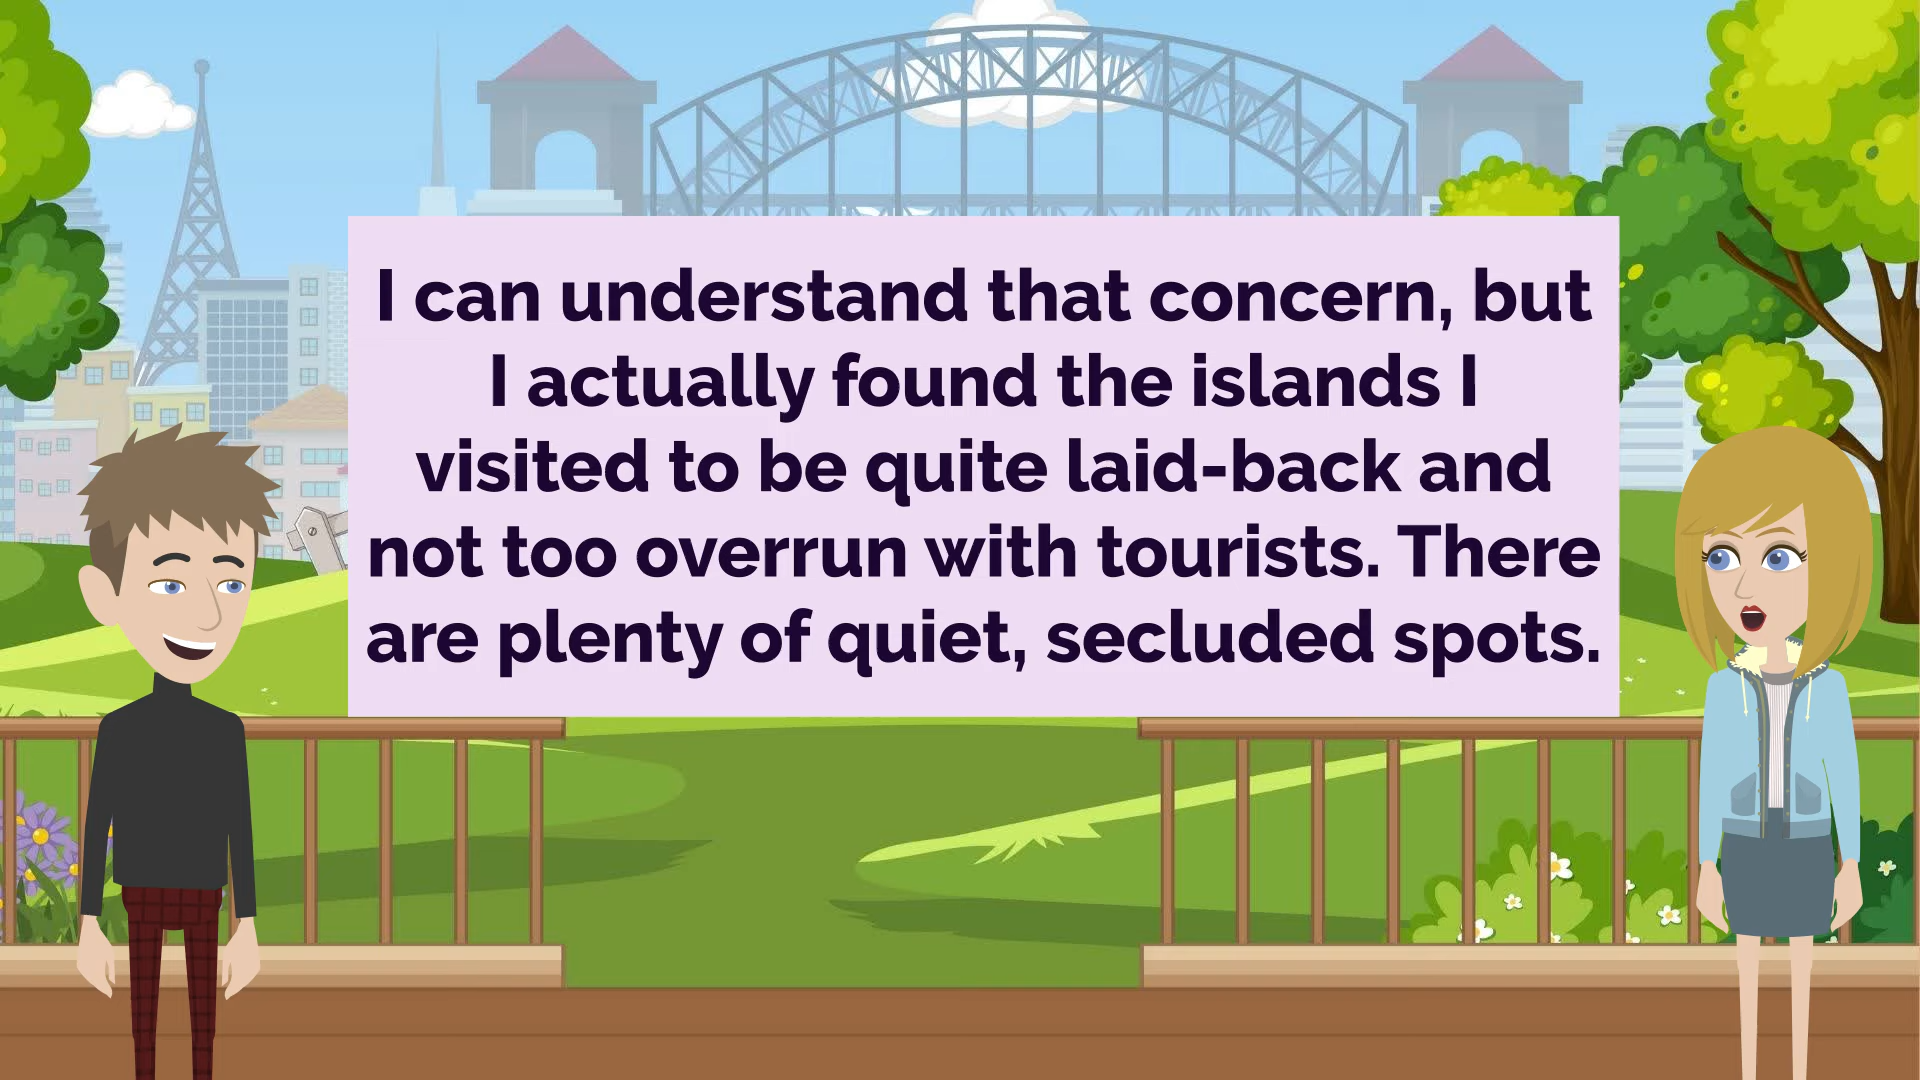 I can understand that concern, but
I actually found the islands I
visited to be quite laid-back and
not too overrun with tourists. There
are plenty of quiet, secluded spots.